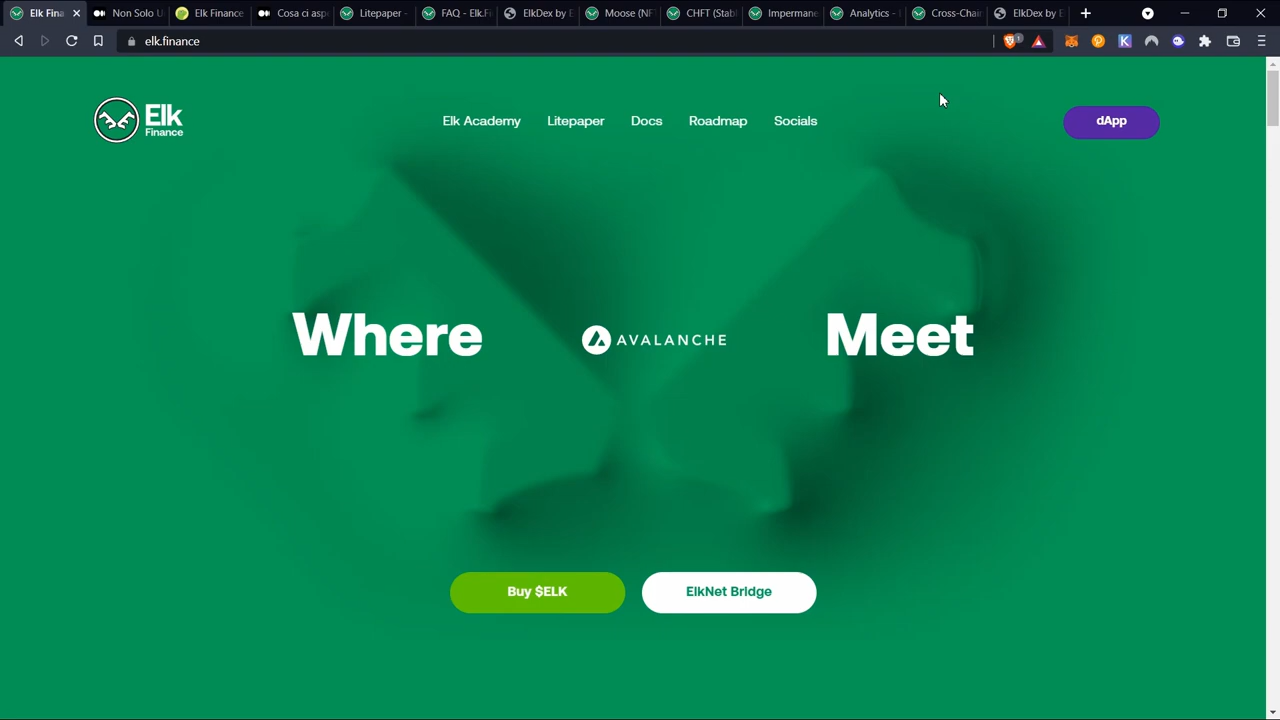 Elk Fina
Non Solo U
Elk Finance
Cosa ci asp
Litepaper -
FAQ - Elk.Fi
ElkDex by E
Moose (NF
CHFT (Stabl
Impermane
Analytics -
Cross-Chai
ElkDex by E
elk.finance
1
Elk
Finance
Elk Academy
Litepaper
Docs
Roadmap
Socials
dApp
Where
AVALANCHE
Meet
Buy $ELK
ElkNet Bridge